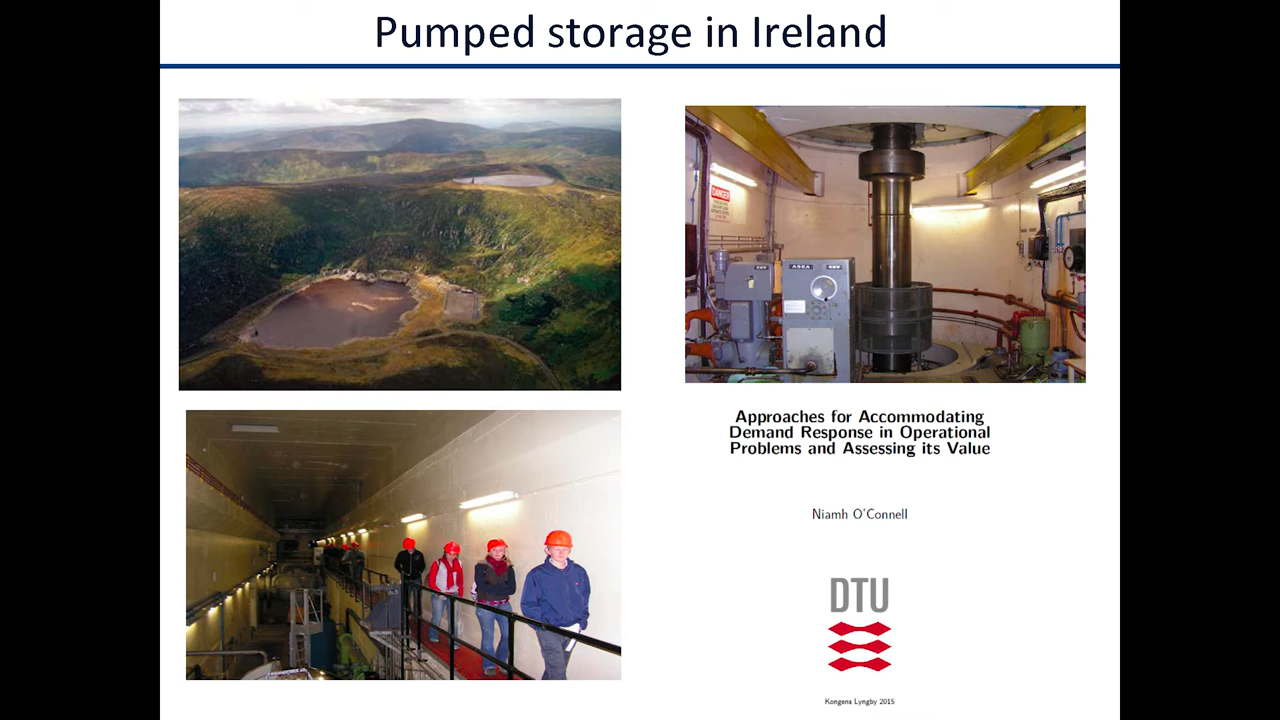 Pumped storage in Ireland
DANGER
ASEA
Approaches for Accommodating
Demand Response in Operational
Problems and Assessing its Value
Niamh O'Connell
DTU
Kongens Lyngby 2015